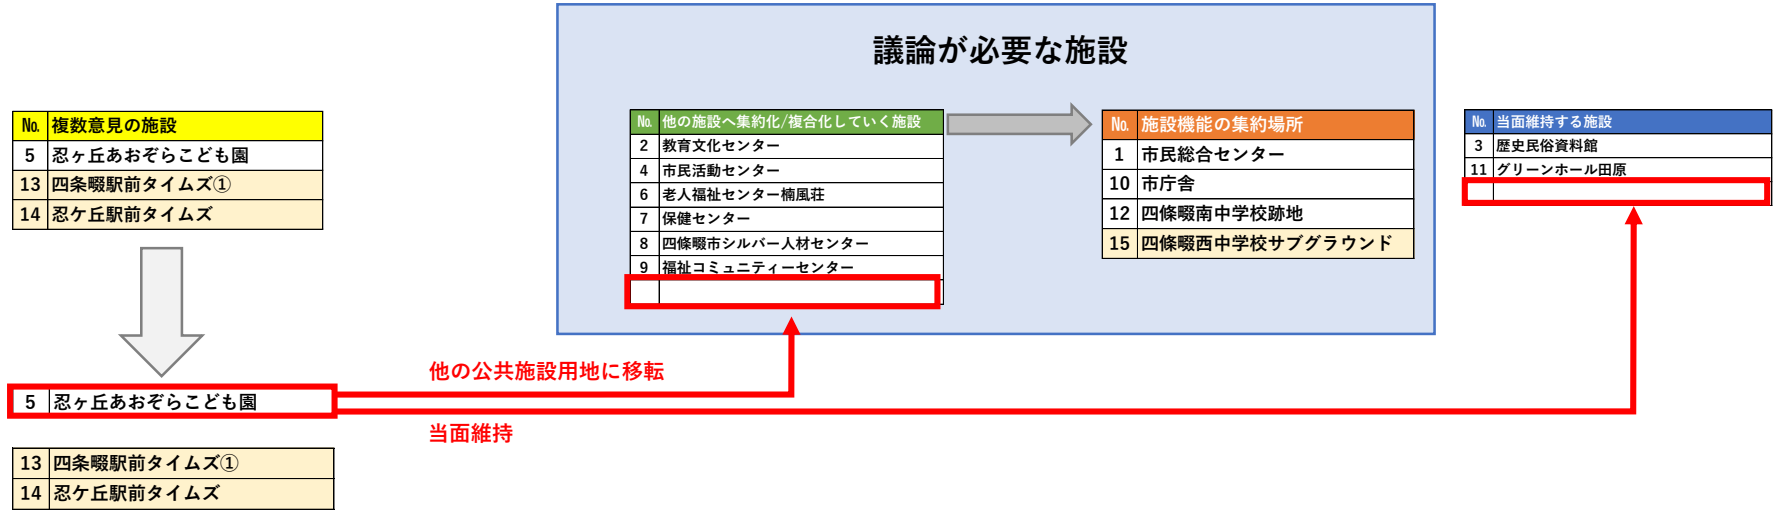 議論が必要な施設
№ 複数意見の施設
5 忍ヶ丘あおぞらこども園
13 四条畷駅前タイムズ①
14 忍ケ丘駅前タイムズ
№ 他の施設へ集約化/複合化していく施設
2 教育文化センター
4 市民活動センター
6 老人福祉センター楠風荘
7 保健センター
8 四條畷市シルバー人材センター
9 福祉コミュニティーセンター
№ 施設機能の集約場所
1 市民総合センター
10 市庁舎
12 四條畷南中学校跡地
15 四條畷西中学校サブグラウンド
№ 当面維持する施設
3 歴史民俗資料館
11 グリーンホール田原
他の公共施設用地に移転
5 忍ヶ丘あおぞらこども園
当面維持
13 四条畷駅前タイムズ①
14 忍ケ丘駅前タイムズ